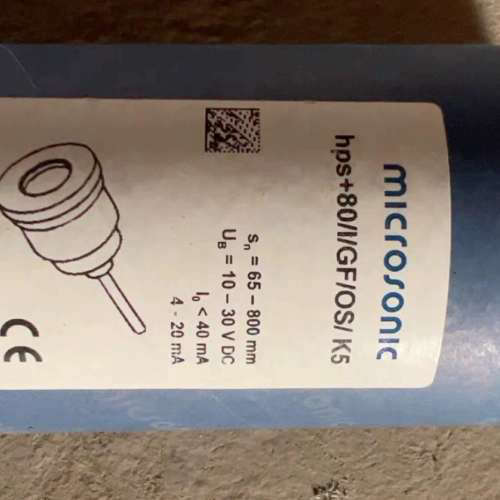 microsonic
hps+80/I/GF/OS/ K5
sn = 65 – 800 mm
UB = 10 – 30 V DC
I0 < 40 mA
4 - 20 mA
CE